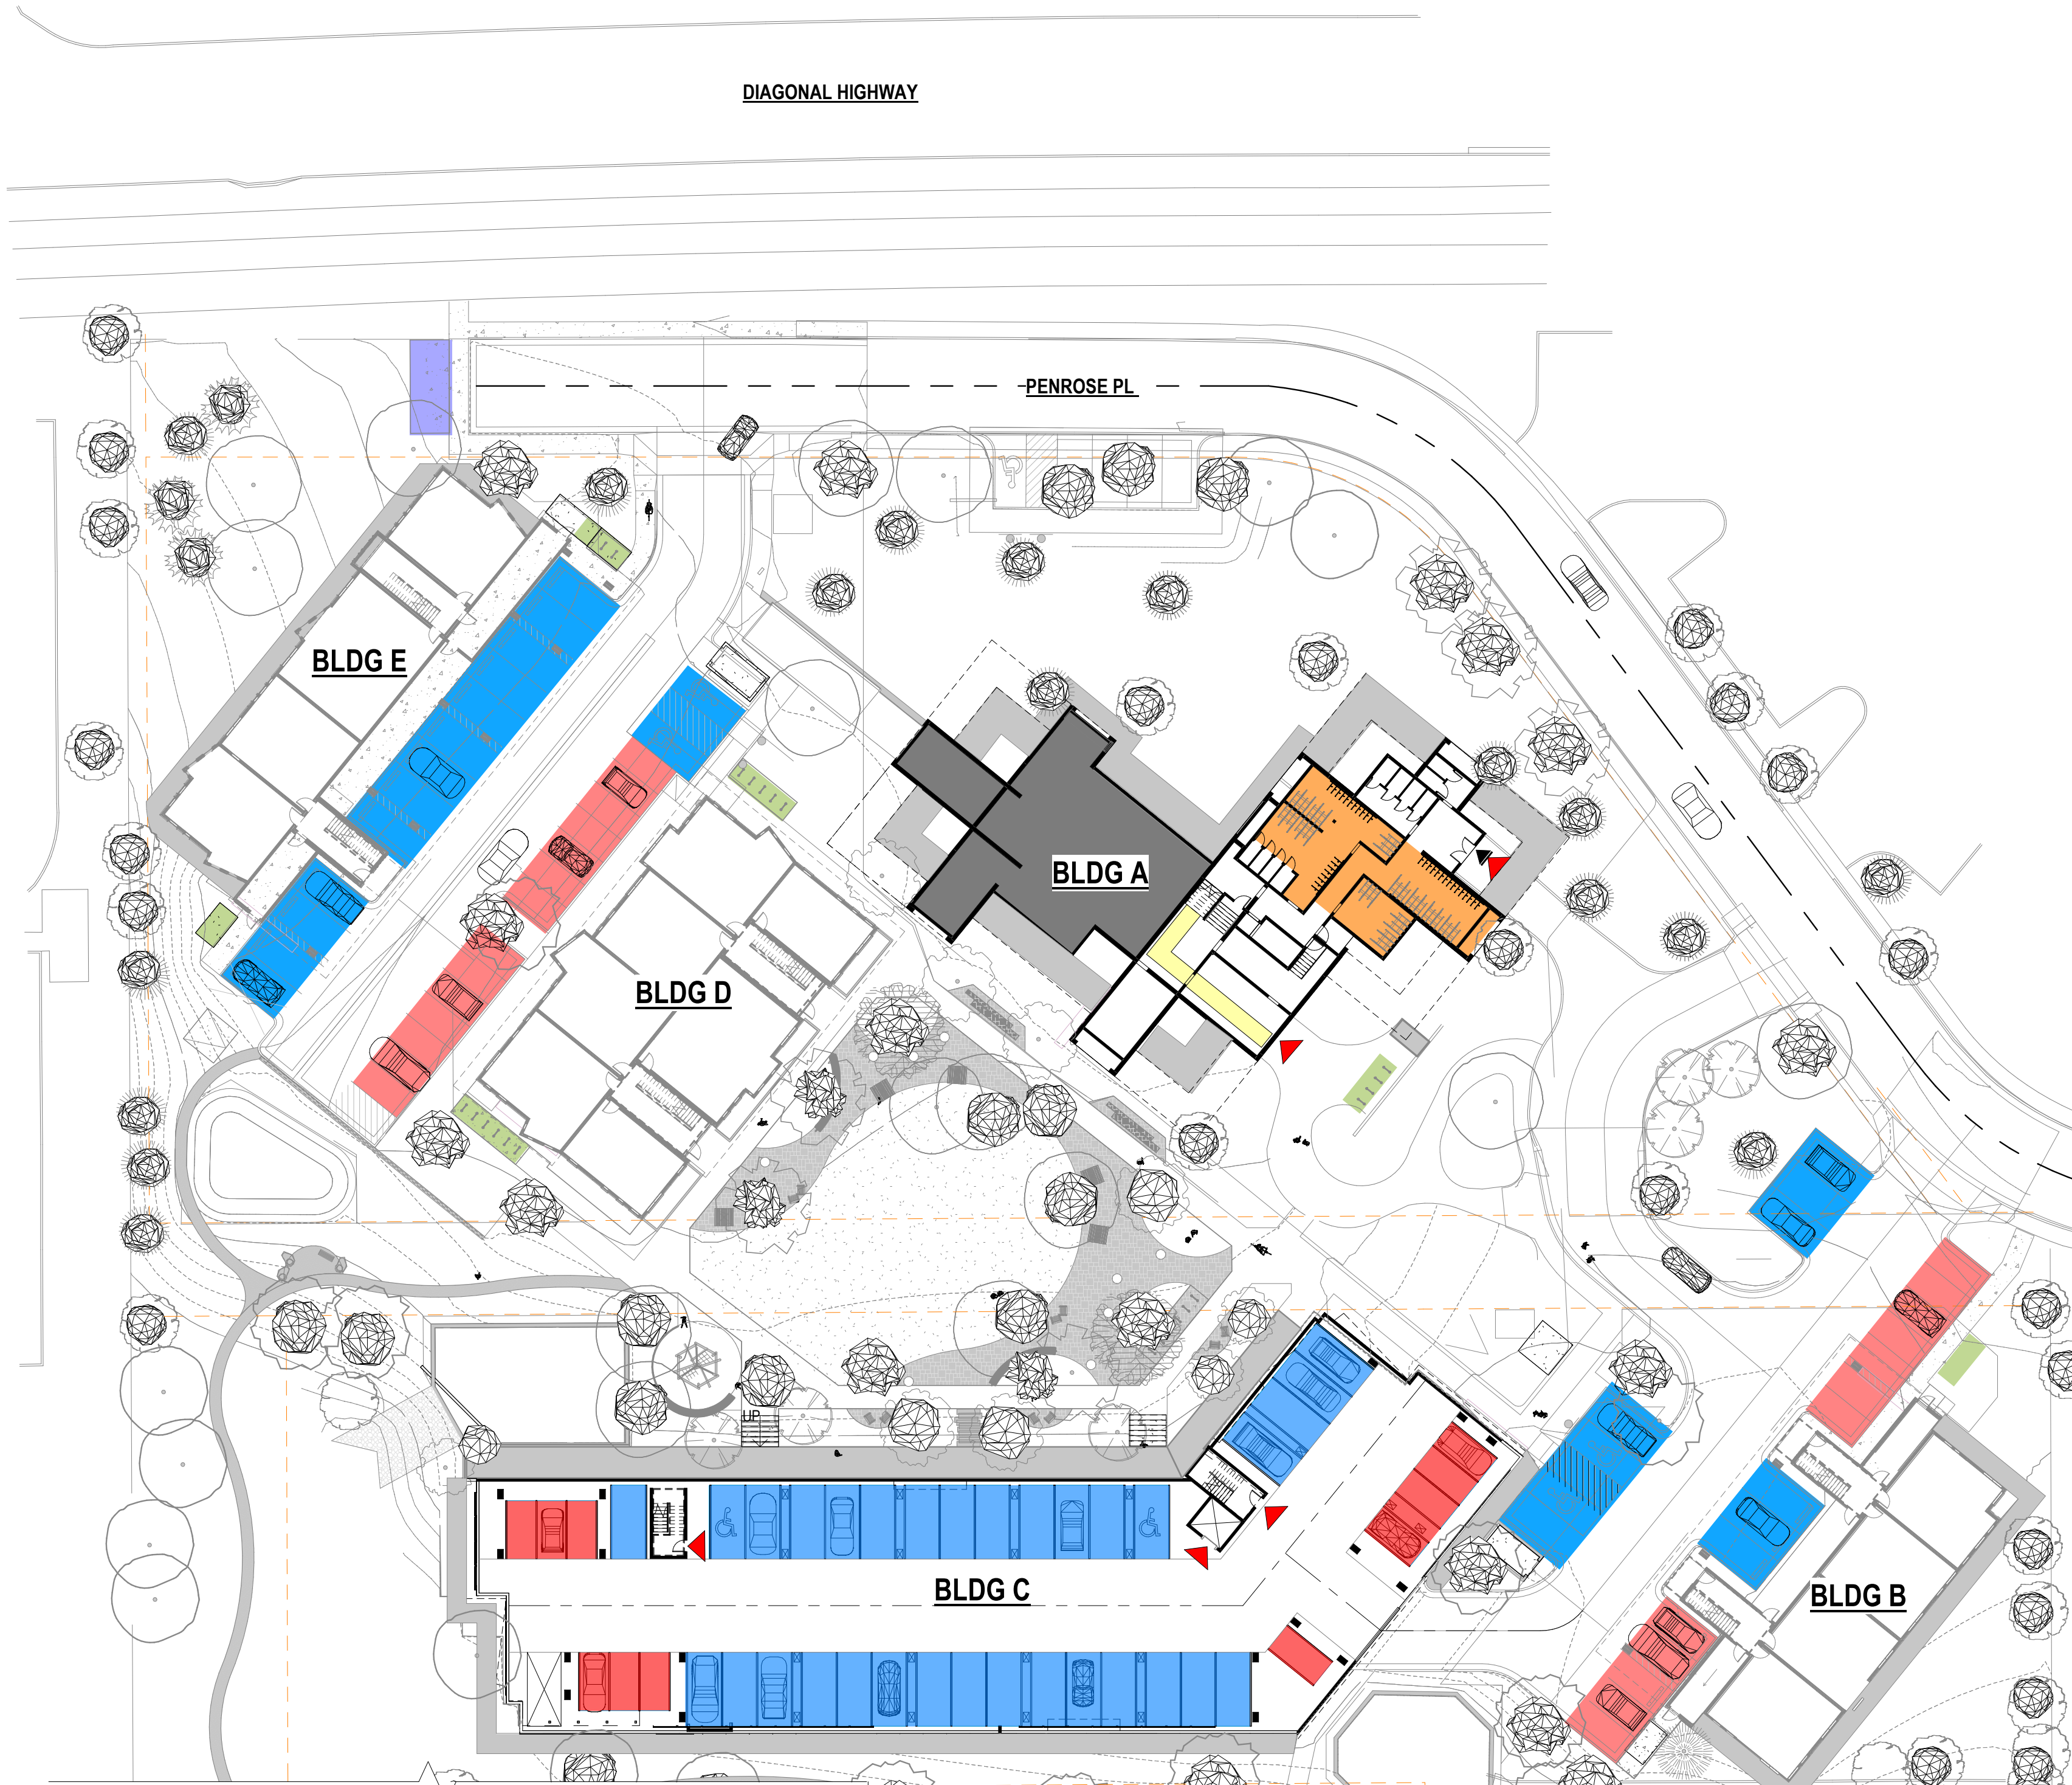 DIAGONAL HIGHWAY
PENROSE PL
BLDG E
BLDG A
BLDG D
UP
BLDG C
BLDG B